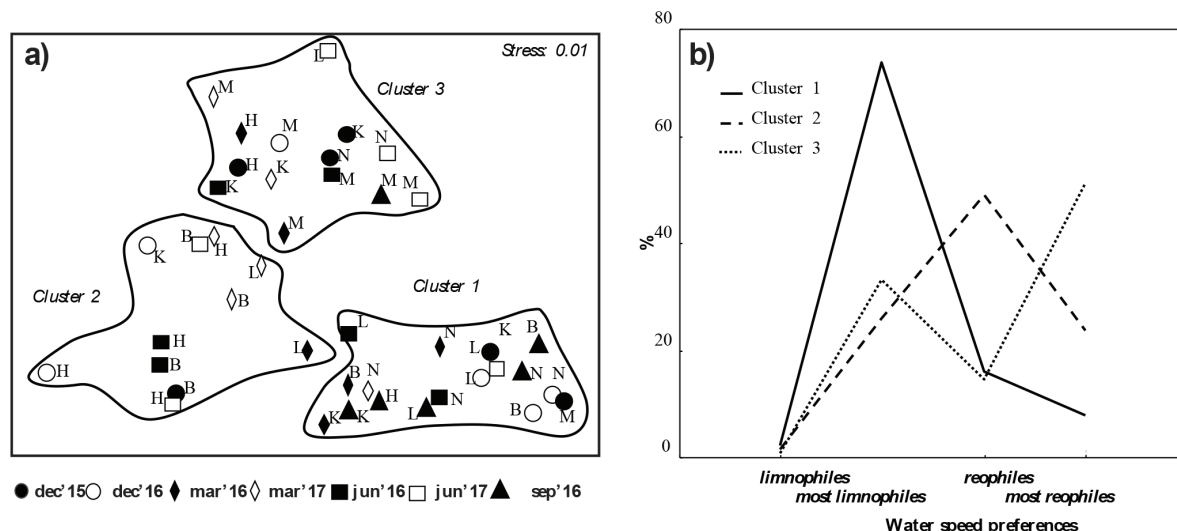 a)
Stress: 0.01
Cluster 3
L
M
H
M
K
N
H
K
N
K
M
M
M
M
Cluster 2
K
B
H
L
B
H
B
B
H
H
L
Cluster 1
L
N
K
B
L
B
N
L
N
N
H
K
K
L
N
B
M
dec'15
dec'16
mar'16
mar'17
jun'16
jun'17
sep'16
b)
80
60
40
20
0
%
Cluster 1
Cluster 2
Cluster 3
limnophiles
reophiles
most limnophiles
most reophiles
Water speed preferences